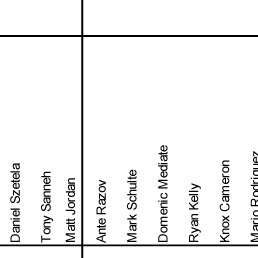 Daniel Szetela
Tony Sanneh
Matt Jordan
Ante Razov
Mark Schulte
Domenic Mediate
Ryan Kelly
Knox Cameron
Mario Rodriguez